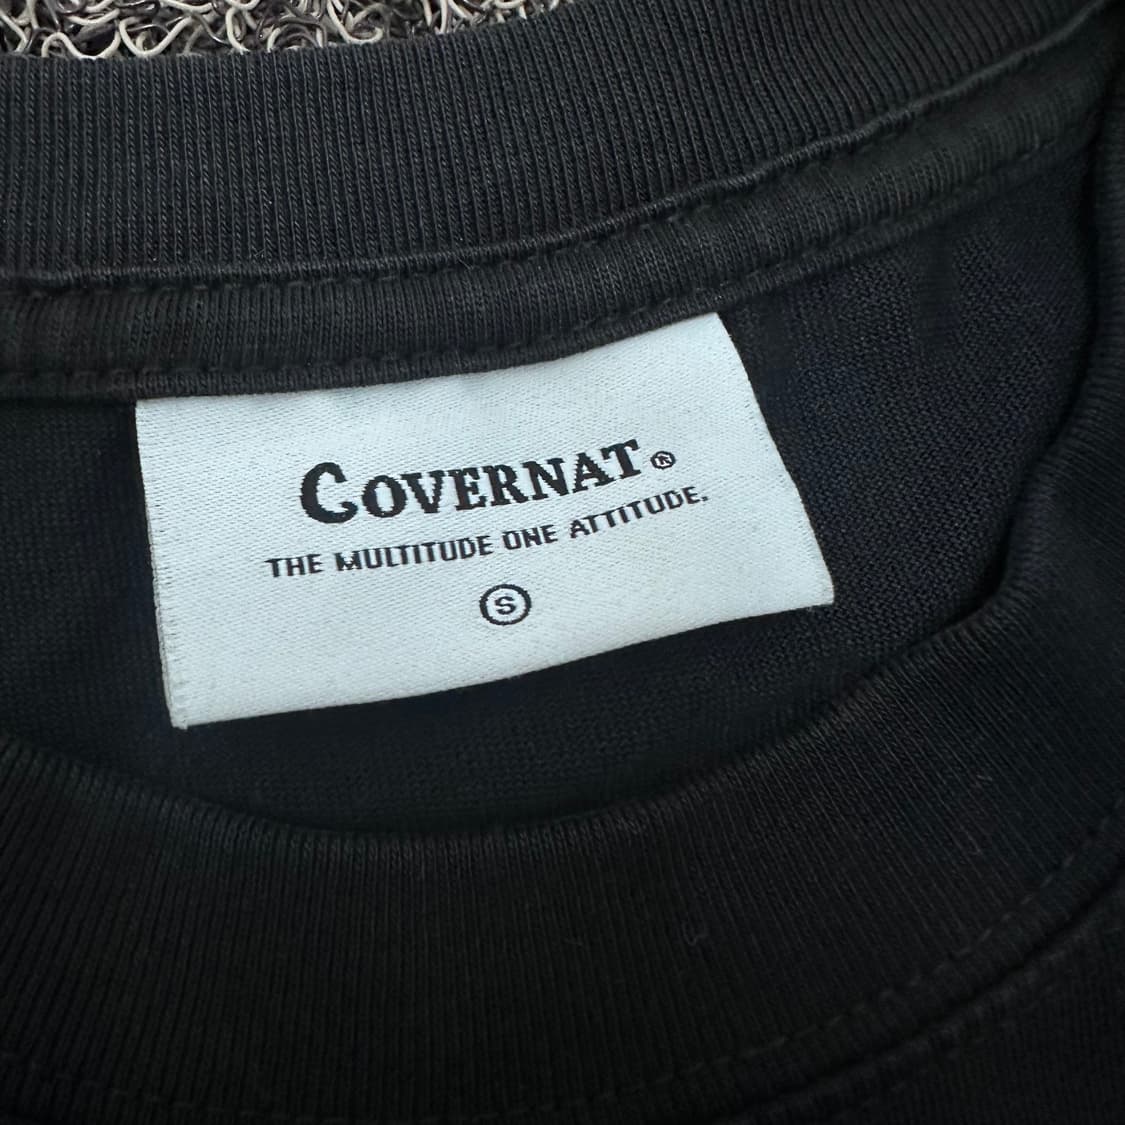 COVERNAT®
THE MULTITUDE ONE ATTITUDE.
S